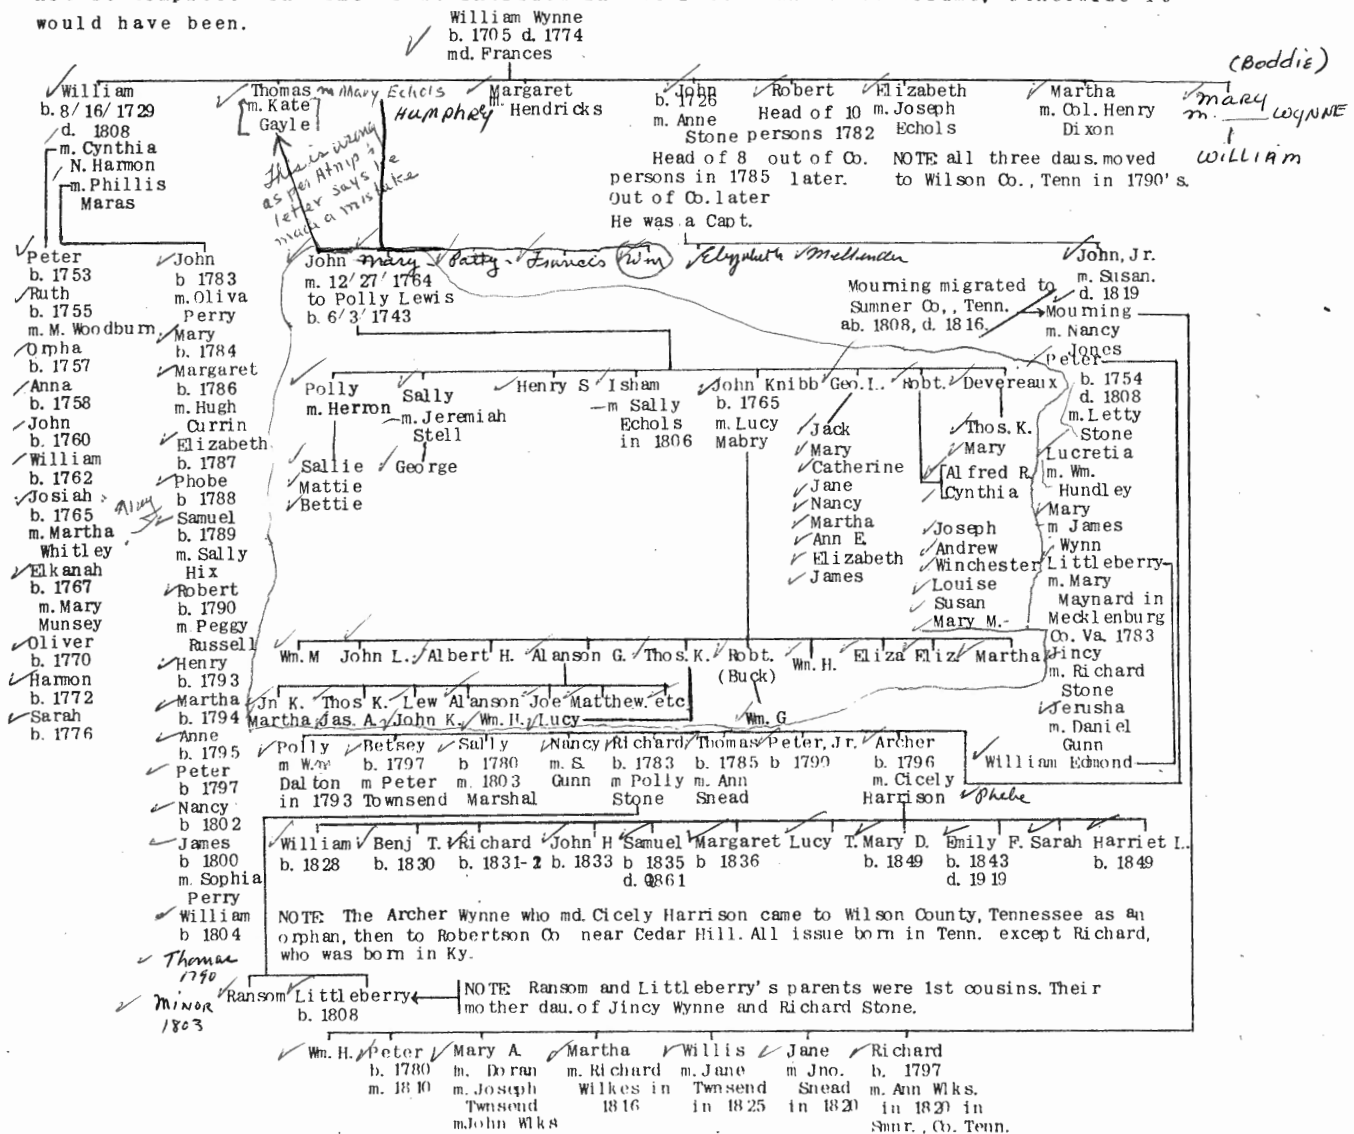 would have been.
William Wynne
b. 1705 d. 1774
md. Frances
(Boddie)
William
b. 8/16/1729
d. 1808
m. Cynthia
N. Harmon
m. Phillis
Maras
Thomas m Mary Echols
m. Kate
Gayle
HUMPHREY
Margaret
m. Hendricks
John
b. 1726
m. Anne
Stone
Head of 8
persons in 1785
Out of Co. later
He was a Capt.
Robert
Head of 10
persons 1782
out of Co.
later.
Elizabeth
m. Joseph
Echols
Martha
m. Col. Henry
Dixon
MARY
m. ____ WYNNE
WILLIAM
NOTE: all three daus. moved
to Wilson Co., Tenn in 1790's.
This is wrong
as per Atnip's
letter says he
made a mistake
Peter
b. 1753
Ruth
b. 1755
m. M. Woodburn
Orpha
b. 1757
Anna
b. 1758
John
b. 1760
William
b. 1762
Josiah
b. 1765
m. Martha
Whitley
Elkanah
b. 1767
m. Mary
Munsey
Oliver
b. 1770
Harmon
b. 1772
Sarah
b. 1776
John
b 1783
m. Oliva
Perry
Mary
b. 1784
Margaret
b. 1786
m. Hugh
Currin
Elizabeth
b. 1787
Phobe
b 1788
Samuel
b. 1789
m. Sally
Hix
Robert
b. 1790
m. Peggy
Russell
Henry
b. 1793
Martha
b. 1794
Anne
b. 1795
Peter
b 1797
Nancy
b 1802
James
b 1800
m. Sophia
Perry
William
b 1804
Thomas
1790
MINOR
1803
John Mary - Patty - Francis Wm
m. 12/27/1764
to Polly Lewis
b. 6/3/1743
Elizabeth Mellender
John, Jr.
m. Susan.
d. 1819
Mourning migrated to
Sumner Co,, Tenn.
ab. 1808, d. 1816.
Mourning
m. Nancy
Jones
Peter
b. 1754
d. 1808
m. Letty
Stone
Lucretia
m. Wm.
Hundley
Mary
m James
Wynn
Littleberry
m. Mary
Maynard in
Mecklenburg
Co. Va. 1783
Jincy
m. Richard
Stone
Jerusha
m. Daniel
Gunn
William Edmond
Polly
m. Herron
Sallie
Mattie
Bettie
Sally
m. Jeremiah
Stell
George
Henry S
Isham
m Sally
Echols
in 1806
John Knibb
b. 1765
m. Lucy
Mabry
Geo. L.
Jack
Mary
Catherine
Jane
Nancy
Martha
Ann E.
Elizabeth
James
Robt.
Alfred R.
Cynthia
Devereaux
Thos. K.
Mary
Joseph
Andrew
Winchester
Louise
Susan
Mary M.-
Wm. M John L. Albert H. Alanson G. Thos. K. Robt. Wm. H. Eliza Eliz. Martha
(Buck)
Wm. G
Jn K. Thos K. Lew Alanson Joe Matthew. etc
Martha Jas. A. John K. Wm. H. Lucy
Polly
m Wm
Dalton
in 1793
Betsey
b. 1797
m Peter
Townsend
Sally
b 1780
m. 1803
Marshal
Nancy
m. S.
Gunn
Richard
b. 1783
m Polly
Stone
Thomas
b. 1785
m. Ann
Snead
Peter, Jr.
b 1790
Archer
b. 1796
m. Cicely
Harrison
Phebe
William
b. 1828
Benj T.
b. 1830
Richard
b. 1831-2
John H
b. 1833
Samuel
b 1835
d. 1861
Margaret
b 1836
Lucy T.
Mary D.
b. 1849
Emily F.
b. 1843
d. 1919
Sarah
Harriet L.
b. 1849
NOTE: The Archer Wynne who md. Cicely Harrison came to Wilson County, Tennessee as an
orphan, then to Robertson Co near Cedar Hill. All issue born in Tenn. except Richard,
who was born in Ky.
Ransom
Littleberry
b. 1808
NOTE: Ransom and Littleberry's parents were 1st cousins. Their
mother dau. of Jincy Wynne and Richard Stone.
Wm. H.
Peter
b. 1780
m. 1810
Mary A.
m. Doran
m. Joseph
Twnsend
m.John Wlks
Martha
m. Richard
Wilkes in
1816
Willis
m. Jane
Twnsend
in 1825
Jane
m Jno.
Snead
in 1820
Richard
b. 1797
m. Ann Wlks.
in 1820 in
Smnr., Co. Tenn.